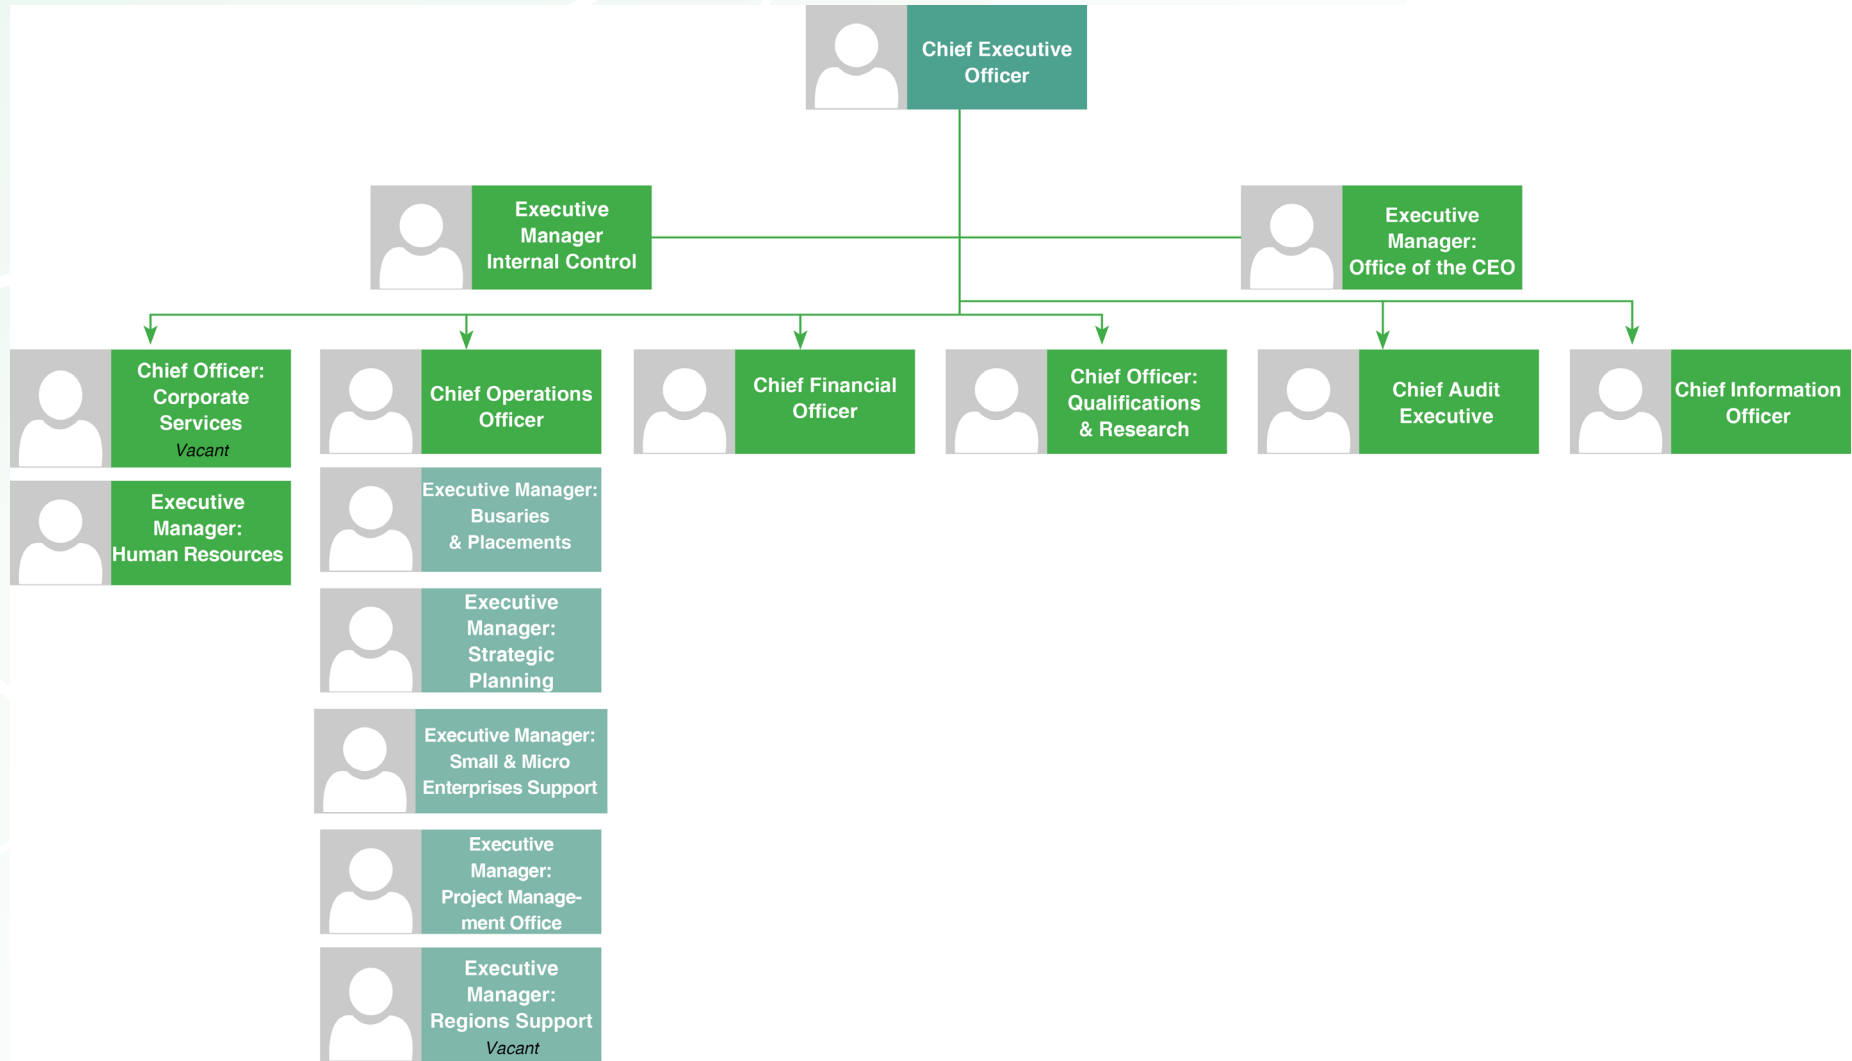 Chief Executive
Officer
Executive
Manager
Internal Control
Executive
Manager:
Office of the CEO
Chief Officer:
Corporate
Services
Vacant
Chief Operations
Officer
Chief Financial
Officer
Chief Officer:
Qualifications
& Research
Chief Audit
Executive
Chief Information
Officer
Executive
Manager:
Human Resources
Executive Manager:
Busaries
& Placements
Executive
Manager:
Strategic
Planning
Executive Manager:
Small & Micro
Enterprises Support
Executive
Manager:
Project Manage-
ment Office
Executive
Manager:
Regions Support
Vacant